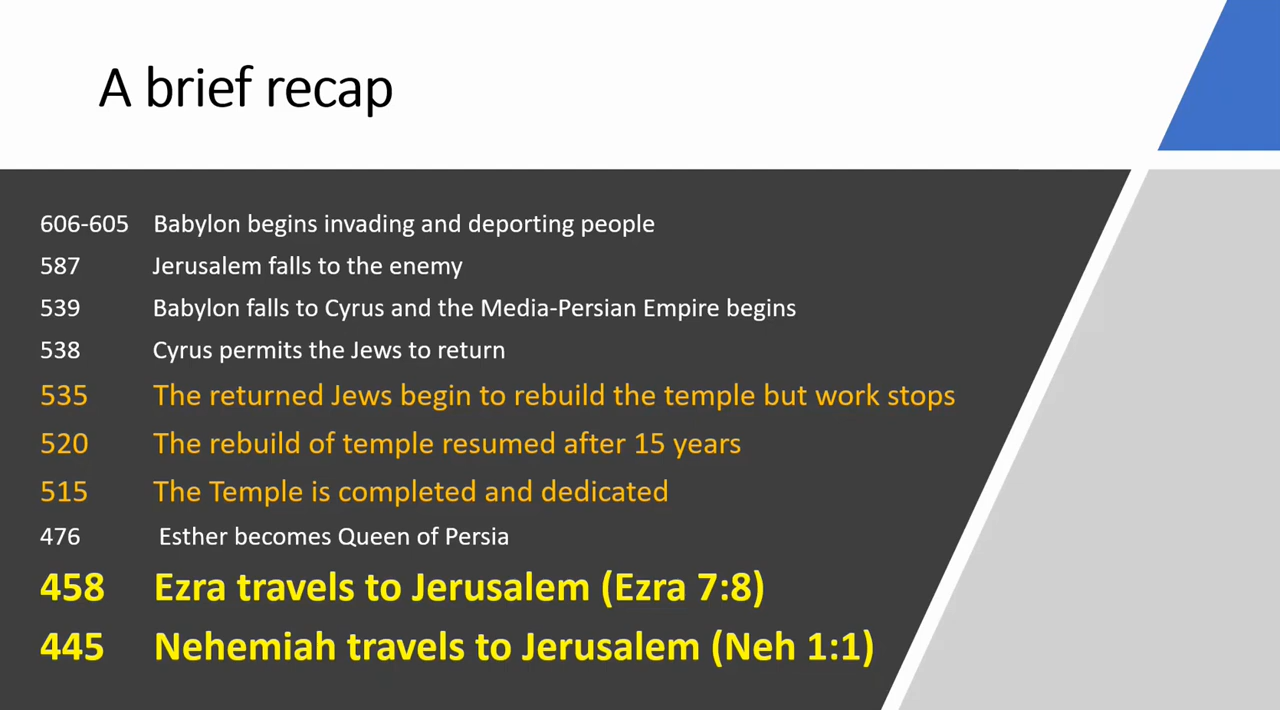 A brief recap
606-605 Babylon begins invading and deporting people
587 Jerusalem falls to the enemy
539 Babylon falls to Cyrus and the Media-Persian Empire begins
538 Cyrus permits the Jews to return
535 The returned Jews begin to rebuild the temple but work stops
520 The rebuild of temple resumed after 15 years
515 The Temple is completed and dedicated
476 Esther becomes Queen of Persia
458 Ezra travels to Jerusalem (Ezra 7:8)
445 Nehemiah travels to Jerusalem (Neh 1:1)